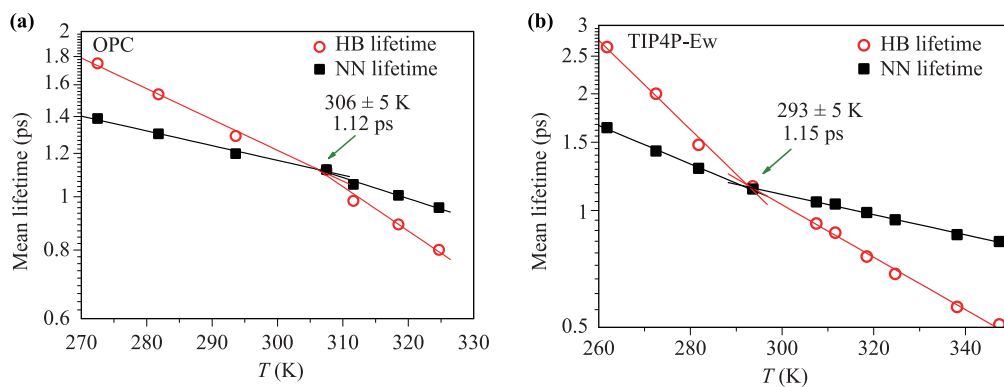 (a)
OPC
HB lifetime
NN lifetime
306 ± 5 K
1.12 ps
Mean lifetime (ps)
2
1.8
1.6
1.4
1.2
1
0.8
0.6
270 280 290 300 310 320 330
T (K)
(b)
TIP4P-Ew
HB lifetime
NN lifetime
293 ± 5 K
1.15 ps
Mean lifetime (ps)
3
2.5
2
1.5
1
0.5
260 280 300 320 340
T (K)